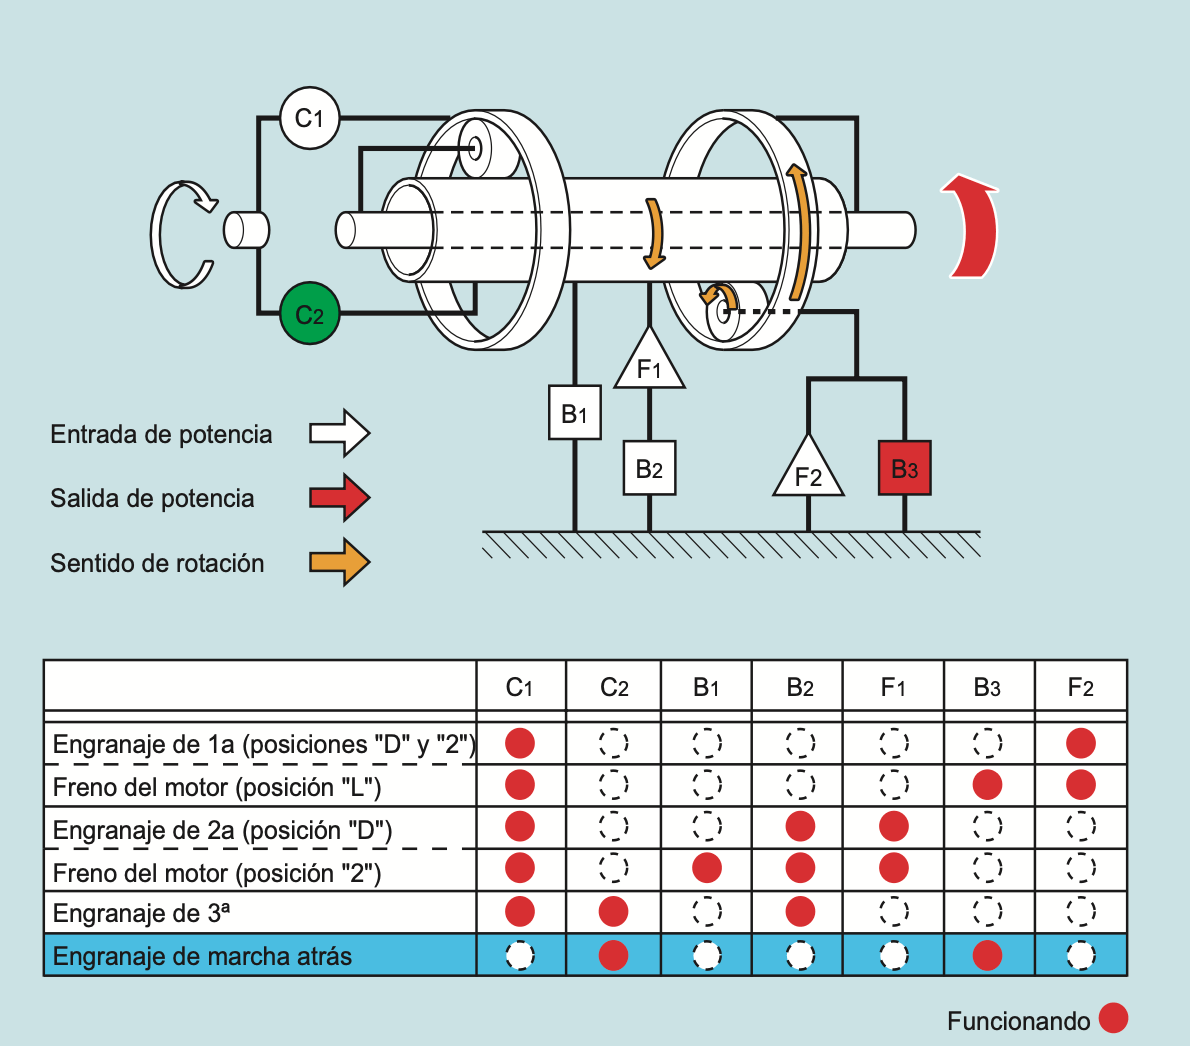 C1
C2
F1
B1
B2
F2
B3
Entrada de potencia
Salida de potencia
Sentido de rotación
C1 C2 B1 B2 F1 B3 F2
Engranaje de 1a (posiciones "D" y "2")
Freno del motor (posición "L")
Engranaje de 2a (posición "D")
Freno del motor (posición "2")
Engranaje de 3ª
Engranaje de marcha atrás
Funcionando